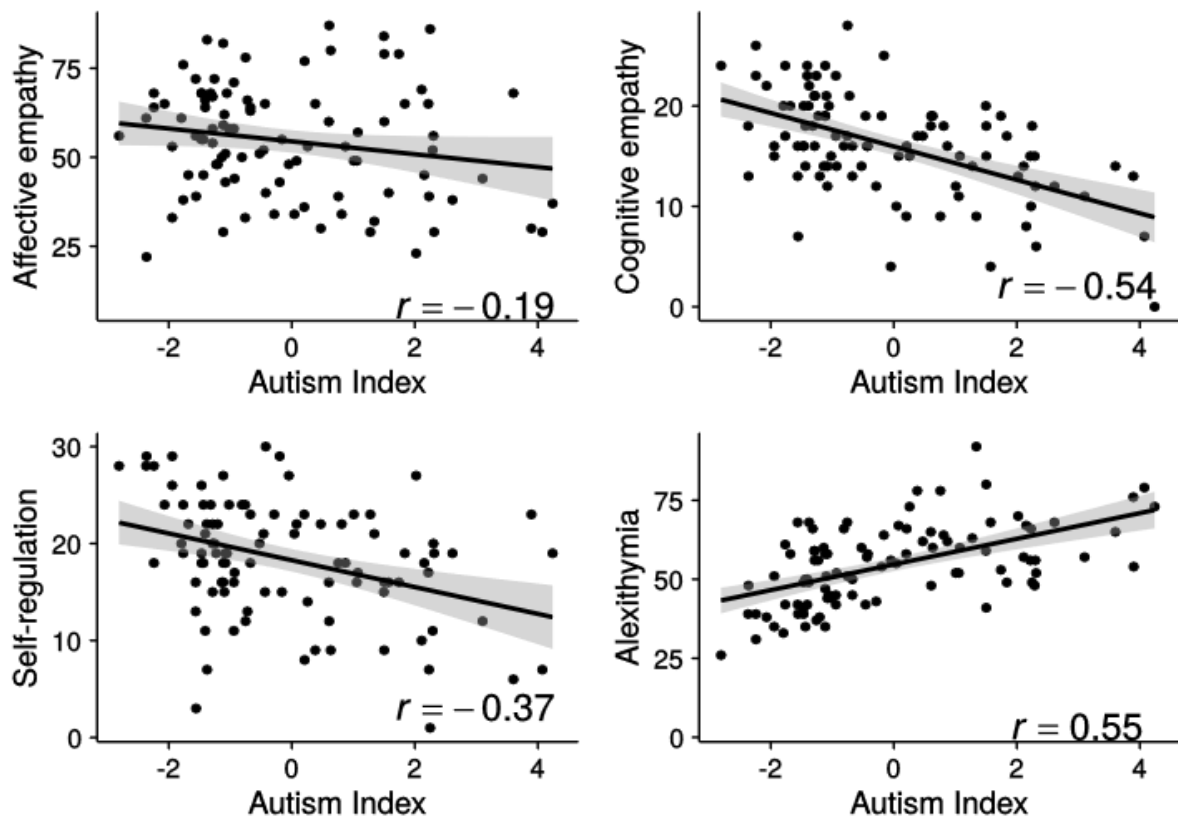 Affective empathy
75
50
25
-2 0 2 4
Autism Index
r = −0.19
Cognitive empathy
20
10
0
-2 0 2 4
Autism Index
r = −0.54
Self-regulation
30
20
10
0
-2 0 2 4
Autism Index
r = −0.37
Alexithymia
75
50
25
0
-2 0 2 4
Autism Index
r = 0.55